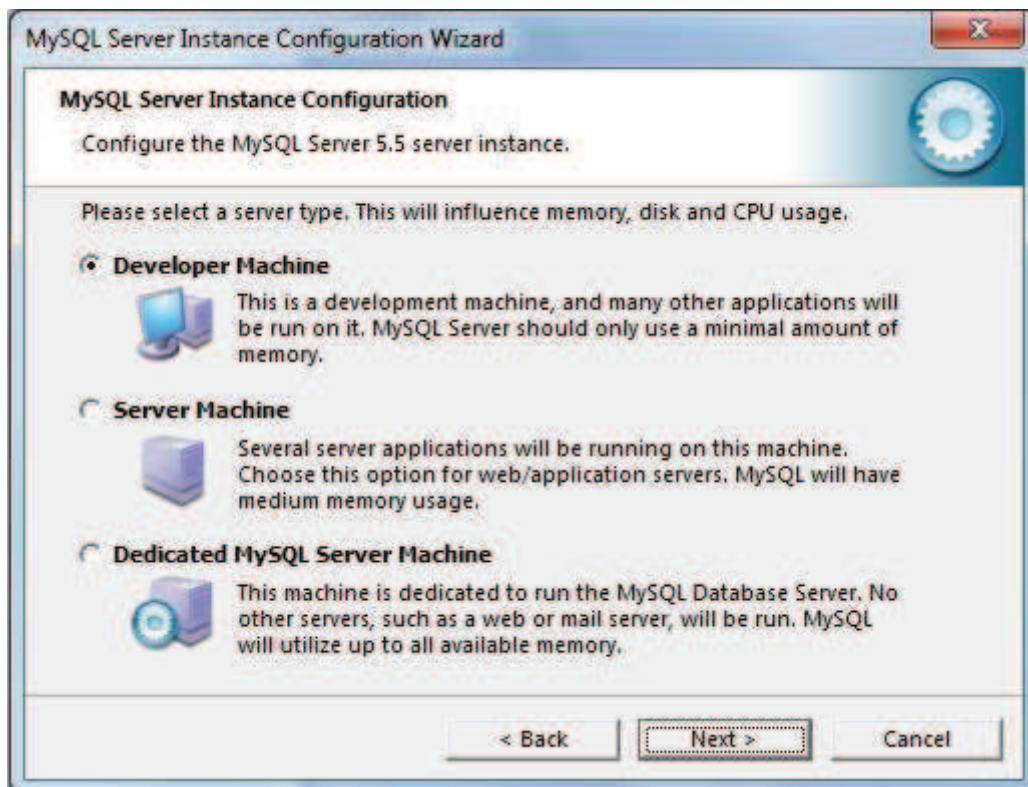 MySQL Server Instance Configuration Wizard
MySQL Server Instance Configuration
Configure the MySQL Server 5.5 server instance.
Please select a server type. This will influence memory, disk and CPU usage.
Developer Machine
This is a development machine, and many other applications will
be run on it. MySQL Server should only use a minimal amount of
memory.
Server Machine
Several server applications will be running on this machine.
Choose this option for web/application servers. MySQL will have
medium memory usage.
Dedicated MySQL Server Machine
This machine is dedicated to run the MySQL Database Server. No
other servers, such as a web or mail server, will be run. MySQL
will utilize up to all available memory.
< Back Next > Cancel